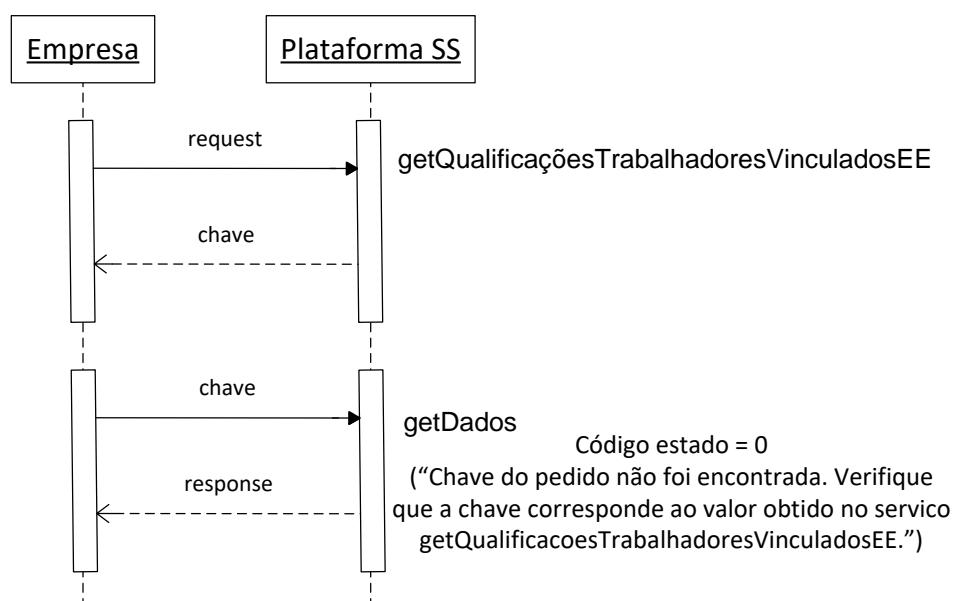 Empresa
Plataforma SS
request
getQualificaçõesTrabalhadoresVinculadosEE
chave
chave
getDados
Código estado = 0
(“Chave do pedido não foi encontrada. Verifique
que a chave corresponde ao valor obtido no servico
getQualificacoesTrabalhadoresVinculadosEE.”)
response